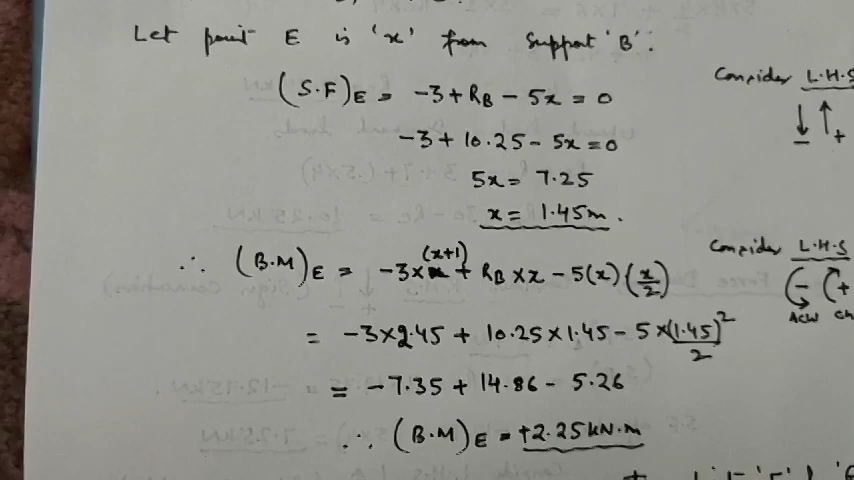 Let point E is 'x' from support 'B'.
(S.F)E = -3 + RB - 5x = 0
Consider L.H.S
-3 + 10.25 - 5x = 0
- +
5x = 7.25
x = 1.45m.
∴ (B.M)E = -3 × (x+1) + RB × x - 5(x) (x/2)
Consider L.H.S
- +
ACW
= -3 × 2.45 + 10.25 × 1.45 - 5 × (1.45)²/2
= -7.35 + 14.86 - 5.26
∴ (B.M)E = +2.25 kN.m